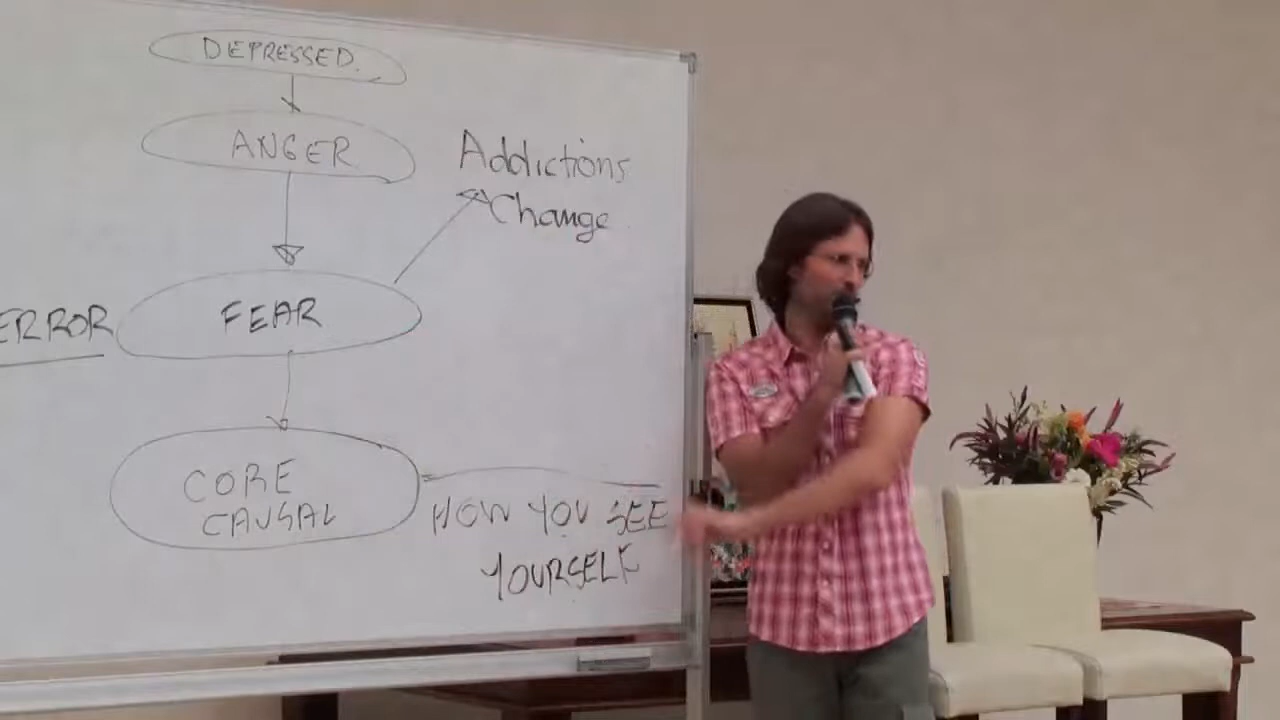 DEPRESSED.
ANGER
Addictions
Change
ERROR
FEAR
CORE
CAUSAL
HOW YOU SEE
YOURSELF